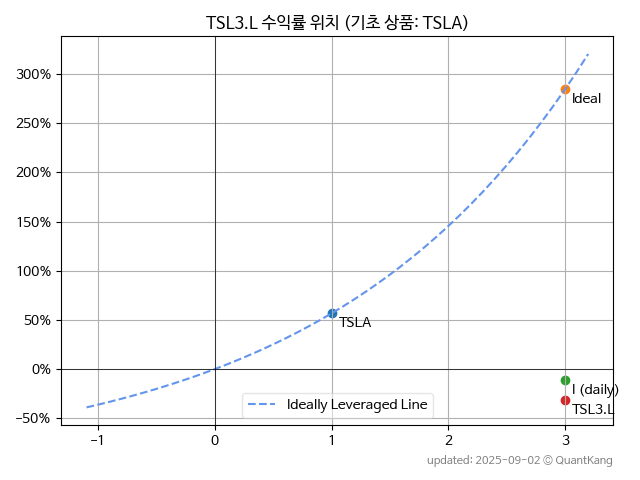 TSL3.L 수익률 위치 (기초 상품: TSLA)
300%
250%
200%
150%
100%
50%
0%
−50%
Ideal
TSLA
I (daily)
TSL3.L
Ideally Leveraged Line
−1 0 1 2 3
updated: 2025-09-02 © QuantKang